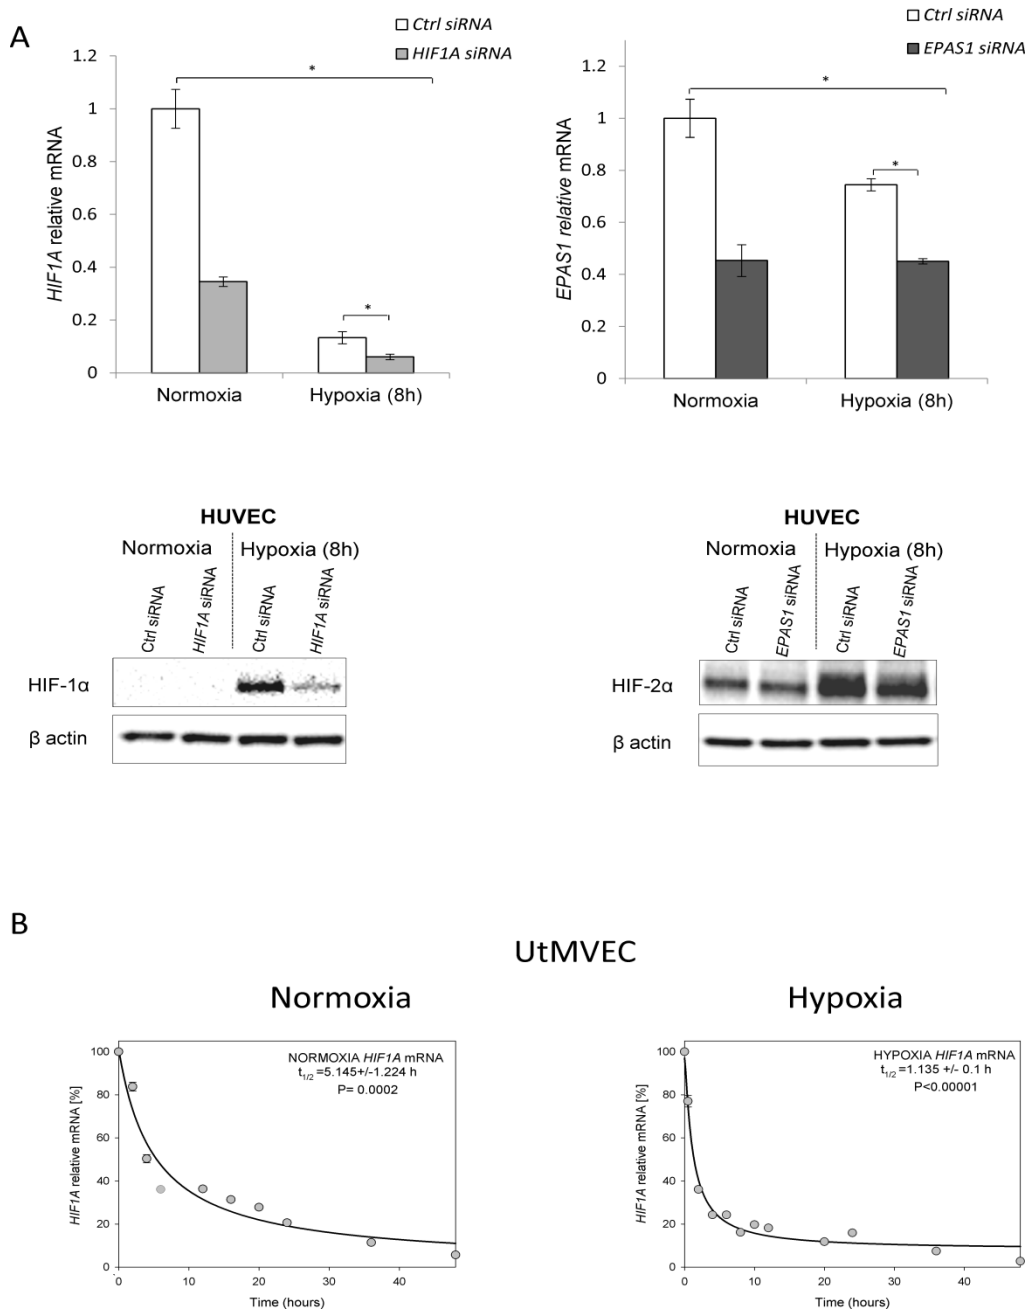 A
Ctrl siRNA
HIF1A siRNA
*
*
HIF1A relative mRNA
1.2
1
0.8
0.6
0.4
0.2
0
Normoxia
Hypoxia (8h)
Ctrl siRNA
EPAS1 siRNA
*
*
EPAS1 relative mRNA
1.2
1
0.8
0.6
0.4
0.2
0
Normoxia
Hypoxia (8h)
HUVEC
Normoxia
Hypoxia (8h)
Ctrl siRNA
HIF1A siRNA
Ctrl siRNA
HIF1A siRNA
HIF-1α
β actin
HUVEC
Normoxia
Hypoxia (8h)
Ctrl siRNA
EPAS1 siRNA
Ctrl siRNA
EPAS1 siRNA
HIF-2α
β actin
B
UtMVEC
Normoxia
NORMOXIA HIF1A mRNA
t1/2 =5.145+/-1.224 h
P= 0.0002
HIF1A relative mRNA [%]
100
80
60
40
20
0
0
20
40
Time (hours)
Hypoxia
HYPOXIA HIF1A mRNA
t1/2 =1.135 +/- 0.1 h
P<0.00001
HIF1A relative mRNA [%]
100
80
60
40
20
0
0
20
40
Time (hours)